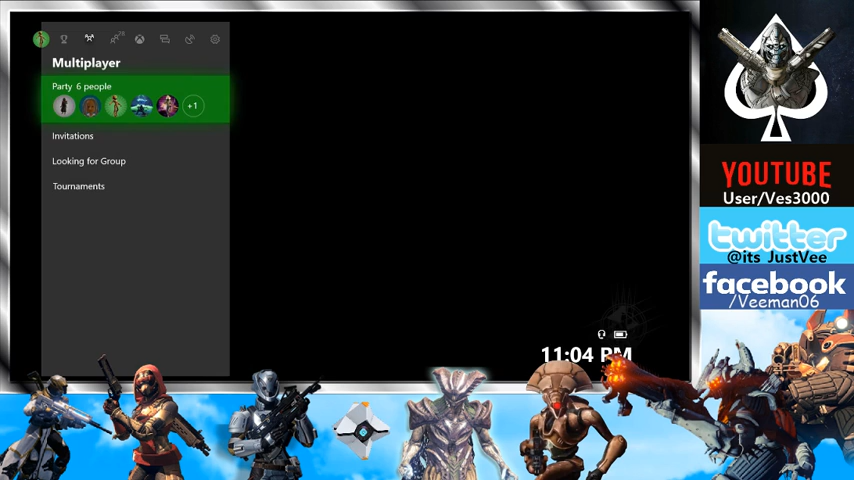 Multiplayer
Party 6 people
+1
Invitations
Looking for Group
Tournaments
11:04 PM
YOUTUBE
User/Ves3000
twitter
@its JustVee
facebook
/Veeman06